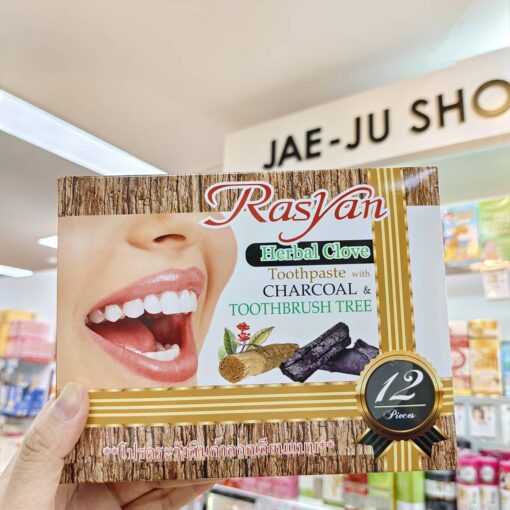 JAE-JU SHO
Rasyan
Herbal Clove
Toothpaste with
CHARCOAL &
TOOTHBRUSH TREE
12
Pieces
**โปรดระวังสินค้าลอกเลียนแบบ**